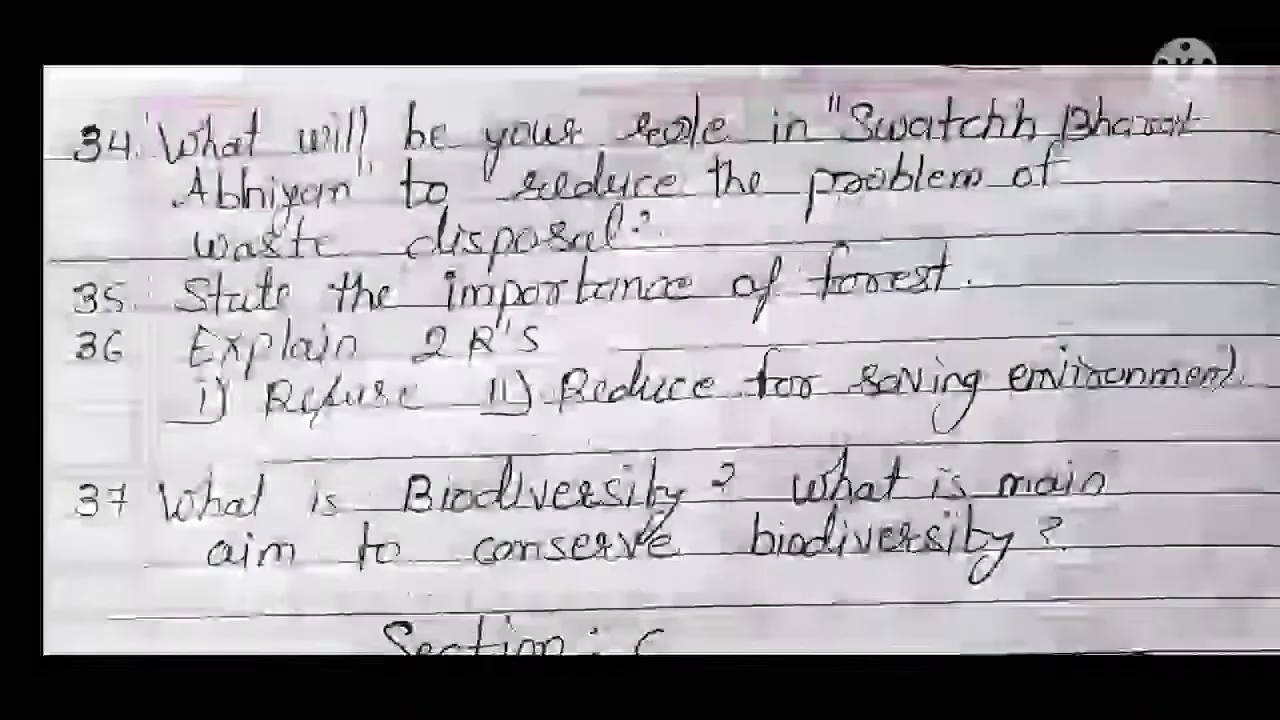 34. What will be your role in "Swatchh Bharat
Abhiyan" to reduce the problem of
waste disposal?
35. State the importance of forest.
36 Explain 2 R"s
i) Refuse ii) Reduce for saving environment.
37 What is Biodiversity? What is main
aim to conserve biodiversity?
Section : C